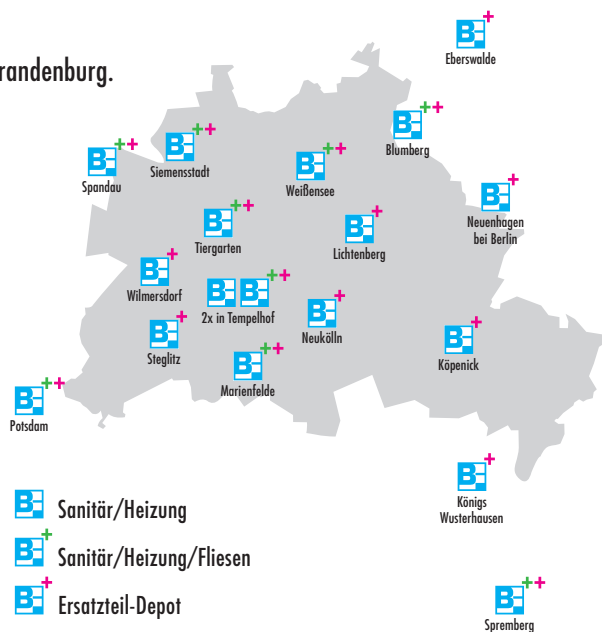 randenburg.
Eberswalde
Blumberg
Siemensstadt
Spandau
Weißensee
Neuenhagen
bei Berlin
Tiergarten
Lichtenberg
Wilmersdorf
2x in Tempelhof
Neukölln
Steglitz
Köpenick
Marienfelde
Potsdam
Königs
Wusterhausen
Spremberg
B Sanitär/Heizung
B+ Sanitär/Heizung/Fliesen
B+ Ersatzteil-Depot